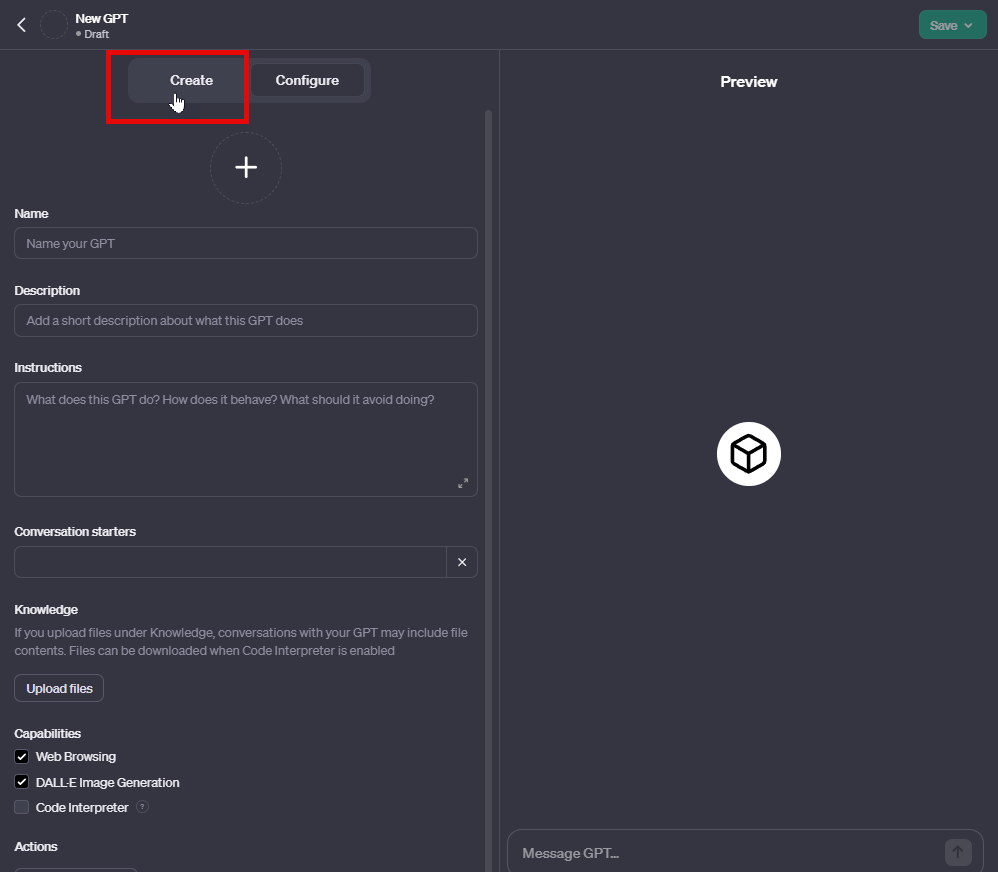 New GPT
Draft
Save
Create
Configure
Preview
Name
Name your GPT
Description
Add a short description about what this GPT does
Instructions
What does this GPT do? How does it behave? What should it avoid doing?
Conversation starters
Knowledge
If you upload files under Knowledge, conversations with your GPT may include file
contents. Files can be downloaded when Code Interpreter is enabled
Upload files
Capabilities
Web Browsing
DALL·E Image Generation
Code Interpreter ?
Actions
Message GPT...